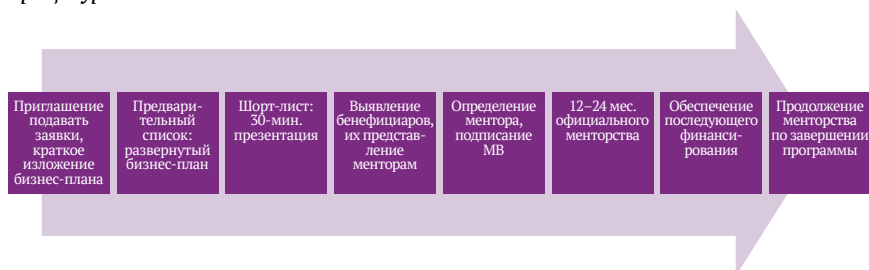 Приглашение
подавать
заявки,
краткое
изложение
бизнес-плана
Предвари-
тельный
список:
развернутый
бизнес-план
Шорт-лист:
30-мин.
презентация
Выявление
бенефициаров,
их представ-
ление
менторам
Определение
ментора,
подписание
МВ
12–24 мес.
официального
менторства
Обеспечение
последующего
финанси-
рования
Продолжение
менторства
по завершении
программы